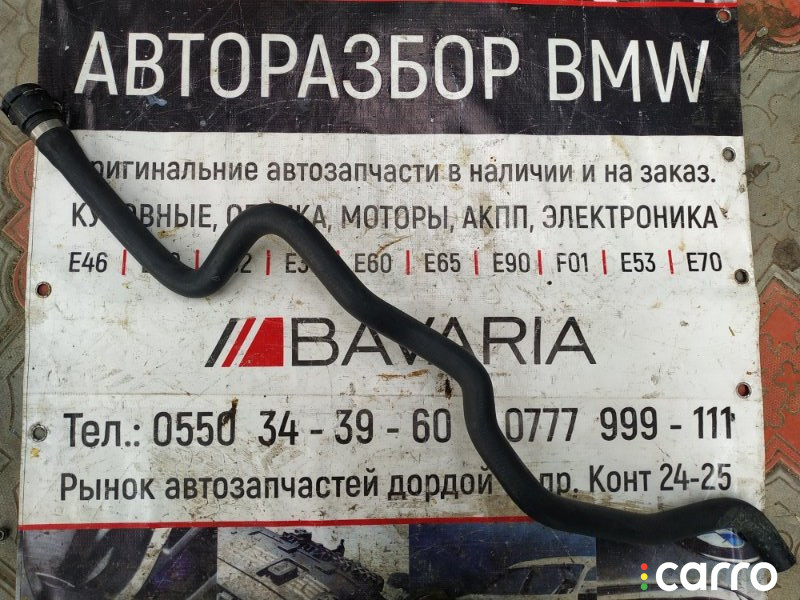 АВТОРАЗБОР BMW
оригинальние автозапчасти в наличии и на заказ.
МОТОРЫ, АКПП, ЭЛЕКТРОНИКА
E46 | E60 | E65 | E90 | F01 | E53 | E70
BAVARIA
Тел.: 0550 34 - 39 - 60 0777 999 - 111
Рынок автозапчастей дордой пр. Конт 24-25
carro